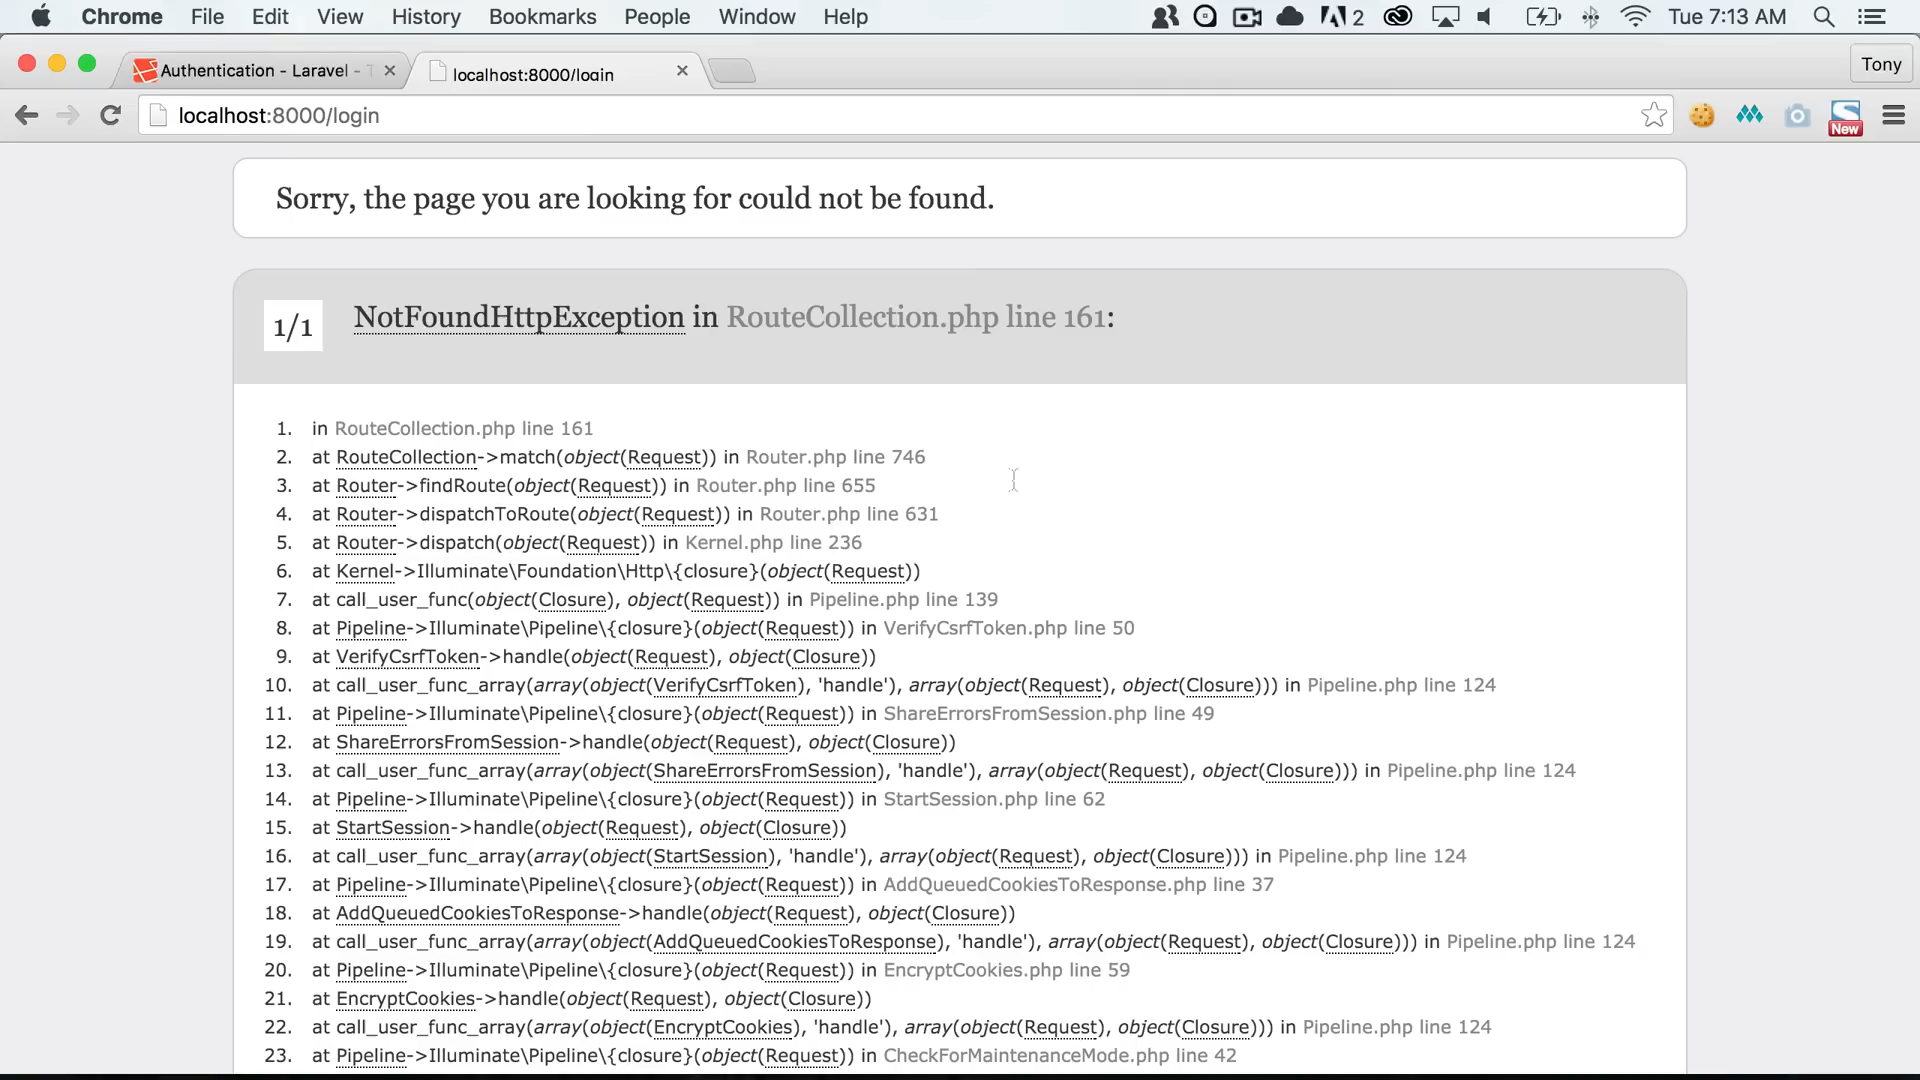 Chrome File Edit View History Bookmarks People Window Help 2 Tue 7:13 AM
Authentication - Laravel - T localhost:8000/login Tony
localhost:8000/login New
Sorry, the page you are looking for could not be found.
1/1 NotFoundHttpException in RouteCollection.php line 161:
1. in RouteCollection.php line 161
2. at RouteCollection->match(object(Request)) in Router.php line 746
3. at Router->findRoute(object(Request)) in Router.php line 655
4. at Router->dispatchToRoute(object(Request)) in Router.php line 631
5. at Router->dispatch(object(Request)) in Kernel.php line 236
6. at Kernel->Illuminate\Foundation\Http\{closure}(object(Request))
7. at call_user_func(object(Closure), object(Request)) in Pipeline.php line 139
8. at Pipeline->Illuminate\Pipeline\{closure}(object(Request)) in VerifyCsrfToken.php line 50
9. at VerifyCsrfToken->handle(object(Request), object(Closure))
10. at call_user_func_array(array(object(VerifyCsrfToken), 'handle'), array(object(Request), object(Closure))) in Pipeline.php line 124
11. at Pipeline->Illuminate\Pipeline\{closure}(object(Request)) in ShareErrorsFromSession.php line 49
12. at ShareErrorsFromSession->handle(object(Request), object(Closure))
13. at call_user_func_array(array(object(ShareErrorsFromSession), 'handle'), array(object(Request), object(Closure))) in Pipeline.php line 124
14. at Pipeline->Illuminate\Pipeline\{closure}(object(Request)) in StartSession.php line 62
15. at StartSession->handle(object(Request), object(Closure))
16. at call_user_func_array(array(object(StartSession), 'handle'), array(object(Request), object(Closure))) in Pipeline.php line 124
17. at Pipeline->Illuminate\Pipeline\{closure}(object(Request)) in AddQueuedCookiesToResponse.php line 37
18. at AddQueuedCookiesToResponse->handle(object(Request), object(Closure))
19. at call_user_func_array(array(object(AddQueuedCookiesToResponse), 'handle'), array(object(Request), object(Closure))) in Pipeline.php line 124
20. at Pipeline->Illuminate\Pipeline\{closure}(object(Request)) in EncryptCookies.php line 59
21. at EncryptCookies->handle(object(Request), object(Closure))
22. at call_user_func_array(array(object(EncryptCookies), 'handle'), array(object(Request), object(Closure))) in Pipeline.php line 124
23. at Pipeline->Illuminate\Pipeline\{closure}(object(Request)) in CheckForMaintenanceMode.php line 42